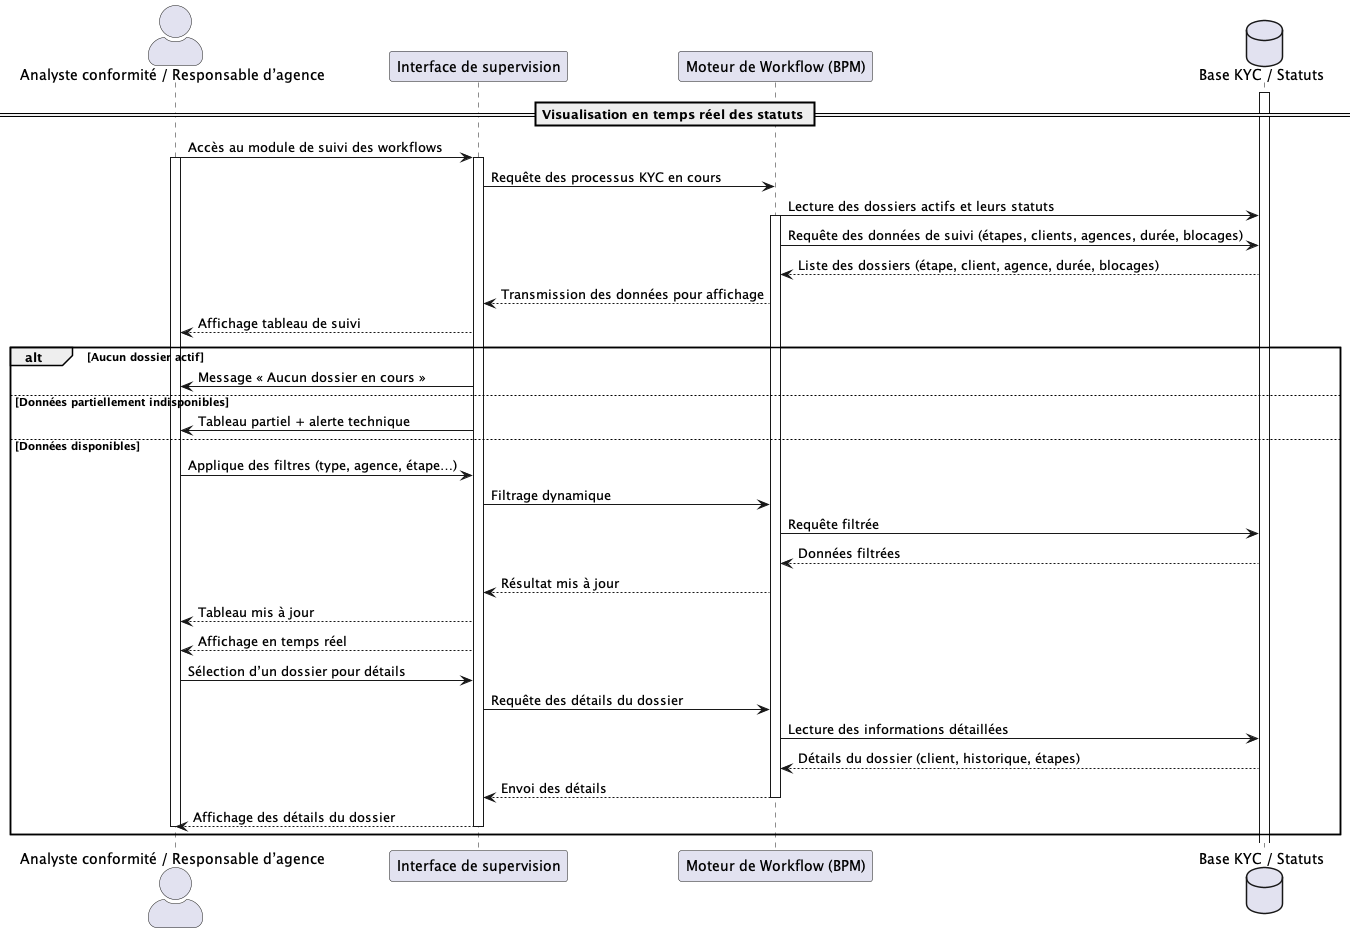 Analyste conformité / Responsable d’agence
Interface de supervision
Moteur de Workflow (BPM)
Base KYC / Statuts
Visualisation en temps réel des statuts
Accès au module de suivi des workflows
Requête des processus KYC en cours
Lecture des dossiers actifs et leurs statuts
Requête des données de suivi (étapes, clients, agences, durée, blocages)
Liste des dossiers (étape, client, agence, durée, blocages)
Transmission des données pour affichage
Affichage tableau de suivi
alt
[Aucun dossier actif]
Message « Aucun dossier en cours »
[Données partiellement indisponibles]
Tableau partiel + alerte technique
[Données disponibles]
Applique des filtres (type, agence, étape...)
Filtrage dynamique
Requête filtrée
Données filtrées
Résultat mis à jour
Tableau mis à jour
Affichage en temps réel
Sélection d’un dossier pour détails
Requête des détails du dossier
Lecture des informations détaillées
Détails du dossier (client, historique, étapes)
Envoi des détails
Affichage des détails du dossier
Analyste conformité / Responsable d’agence
Interface de supervision
Moteur de Workflow (BPM)
Base KYC / Statuts